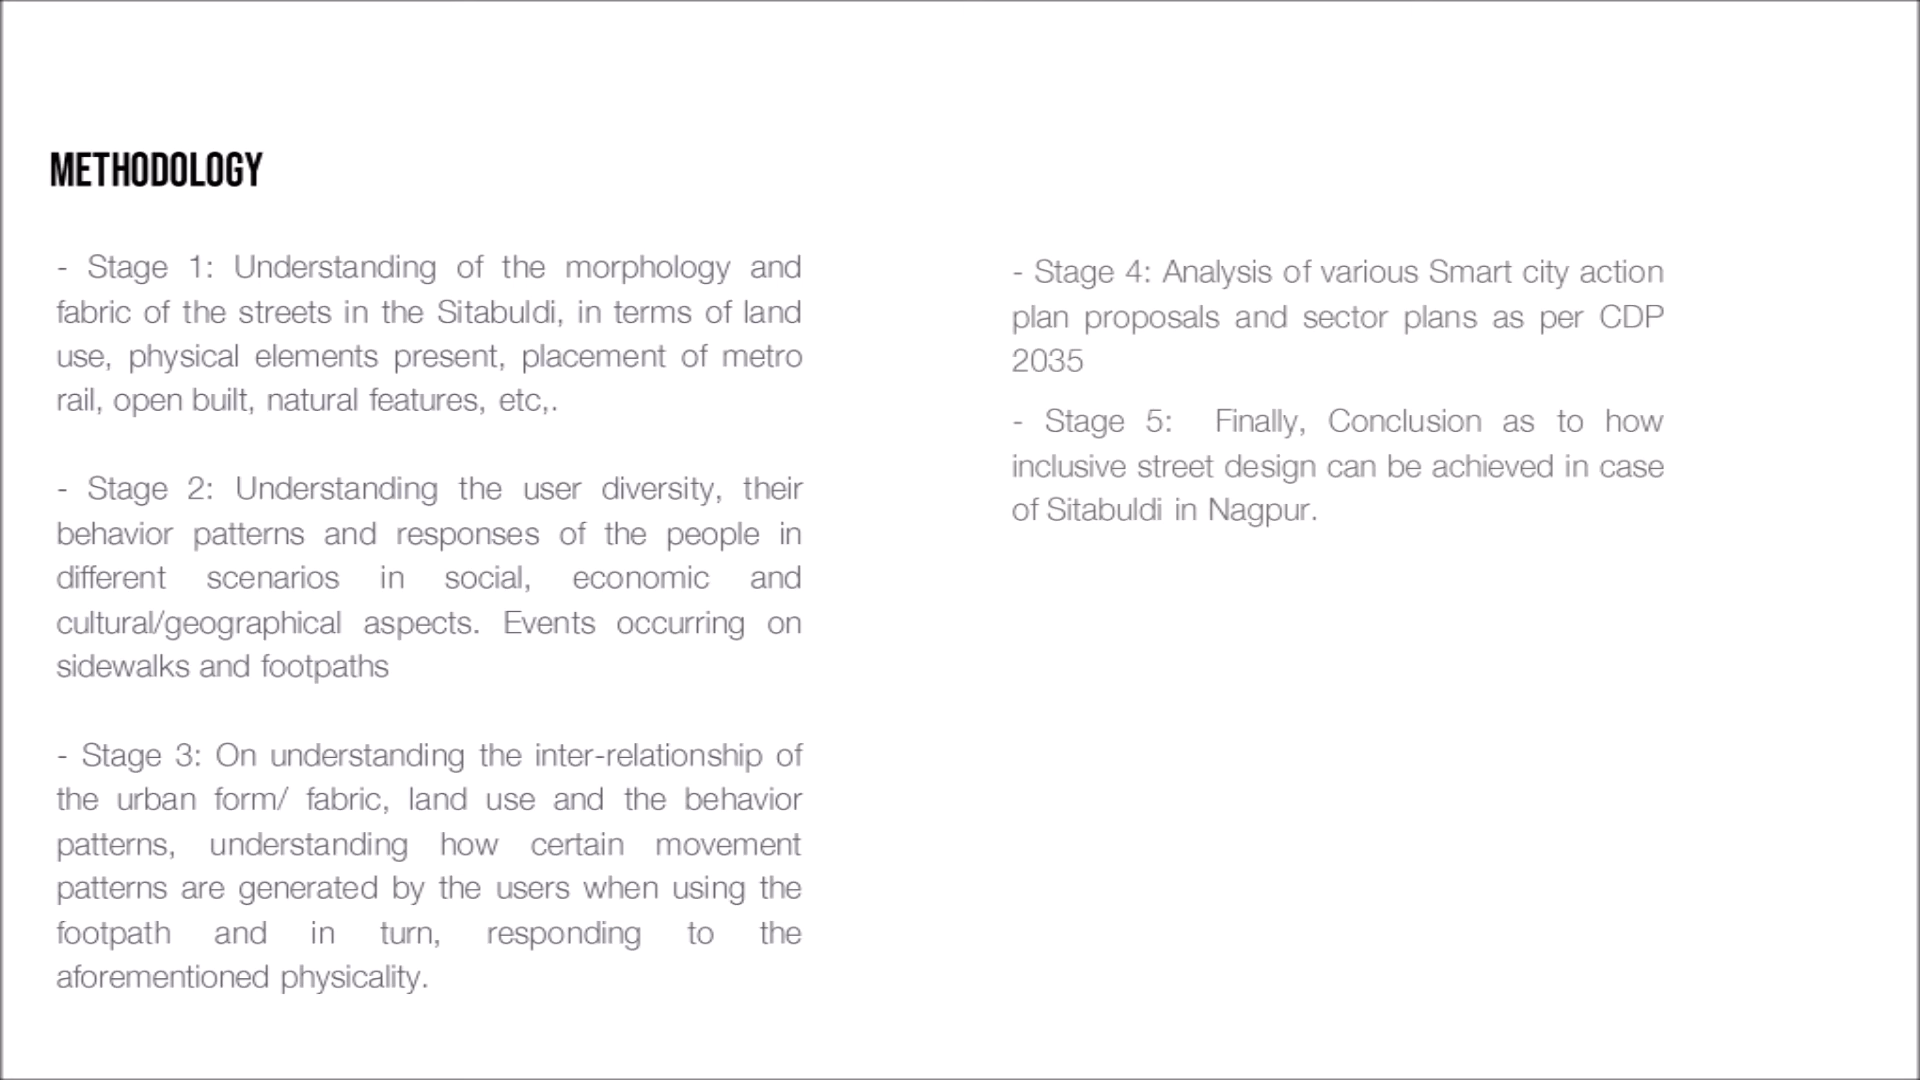 METHODOLOGY
- Stage 1: Understanding of the morphology and
fabric of the streets in the Sitabuldi, in terms of land
use, physical elements present, placement of metro
rail, open built, natural features, etc,.
- Stage 2: Understanding the user diversity, their
behavior patterns and responses of the people in
different scenarios in social, economic and
cultural/geographical aspects. Events occurring on
sidewalks and footpaths
- Stage 3: On understanding the inter-relationship of
the urban form/ fabric, land use and the behavior
patterns, understanding how certain movement
patterns are generated by the users when using the
footpath and in turn, responding to the
aforementioned physicality.
- Stage 4: Analysis of various Smart city action
plan proposals and sector plans as per CDP
2035
- Stage 5: Finally, Conclusion as to how
inclusive street design can be achieved in case
of Sitabuldi in Nagpur.